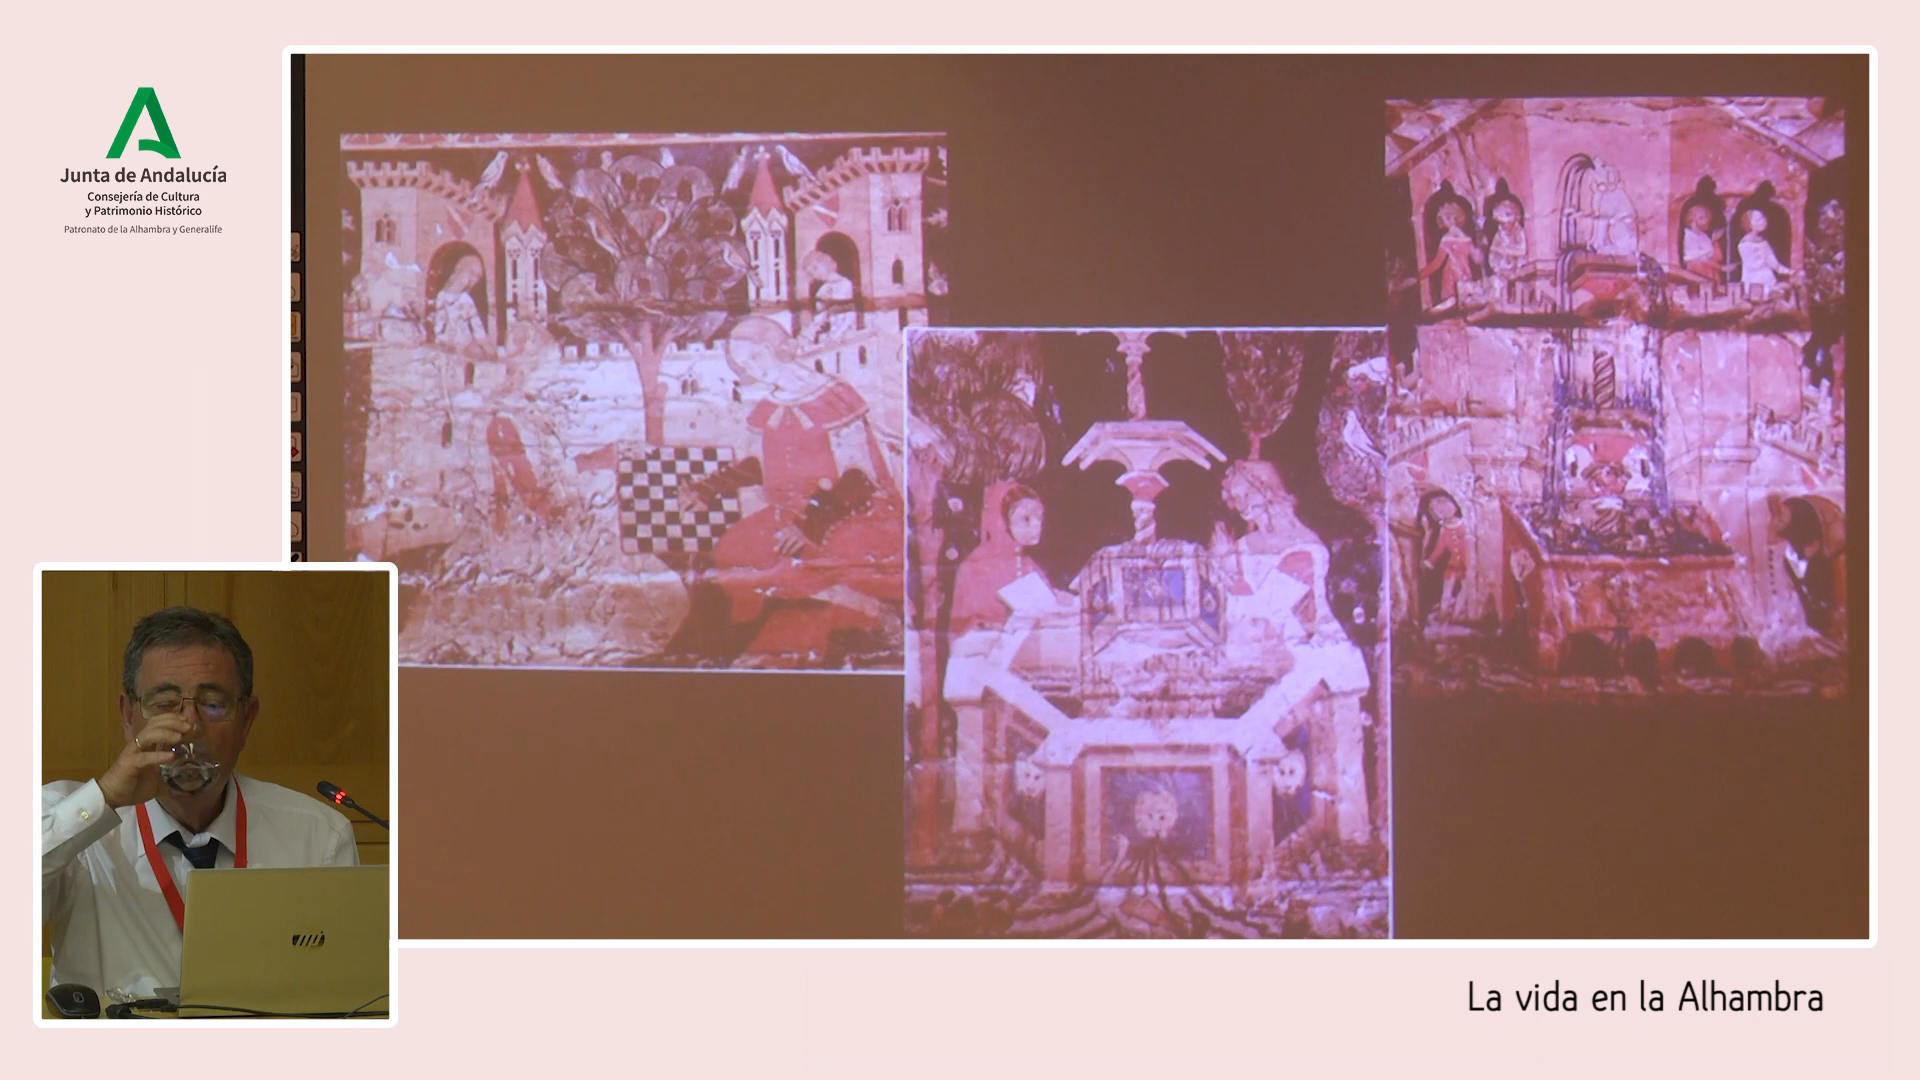 Junta de Andalucía
Consejería de Cultura
y Patrimonio Histórico
Patronato de la Alhambra y Generalife
La vida en la Alhambra